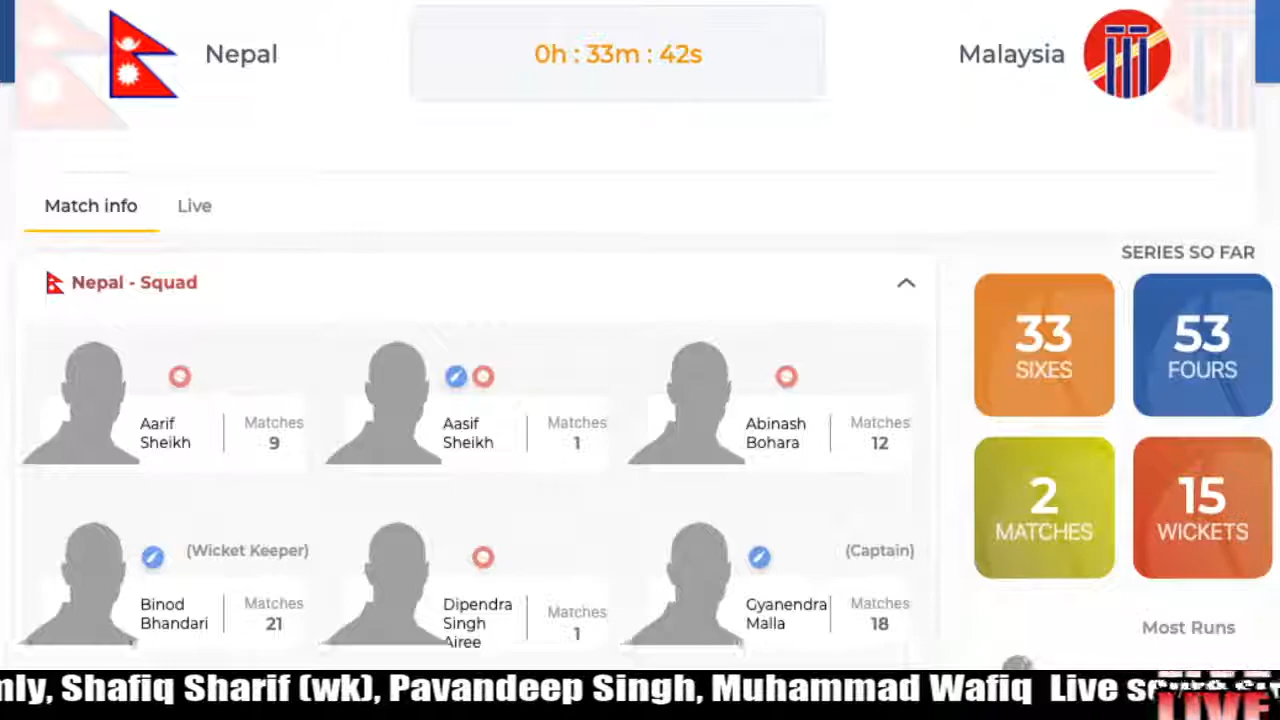 Nepal
0h : 33m : 42s
Malaysia
Match info
Live
SERIES SO FAR
Nepal - Squad
33
SIXES
53
FOURS
Aarif
Sheikh
Matches
9
Aasif
Sheikh
Matches
1
Abinash
Bohara
Matches
12
2
MATCHES
15
WICKETS
(Wicket Keeper)
Binod
Bhandari
Matches
21
Dipendra
Singh
Airee
Matches
1
(Captain)
Gyanendra
Malla
Matches
18
Most Runs
mly, Shafiq Sharif (wk), Pavandeep Singh, Muhammad Wafiq Live
LIVE